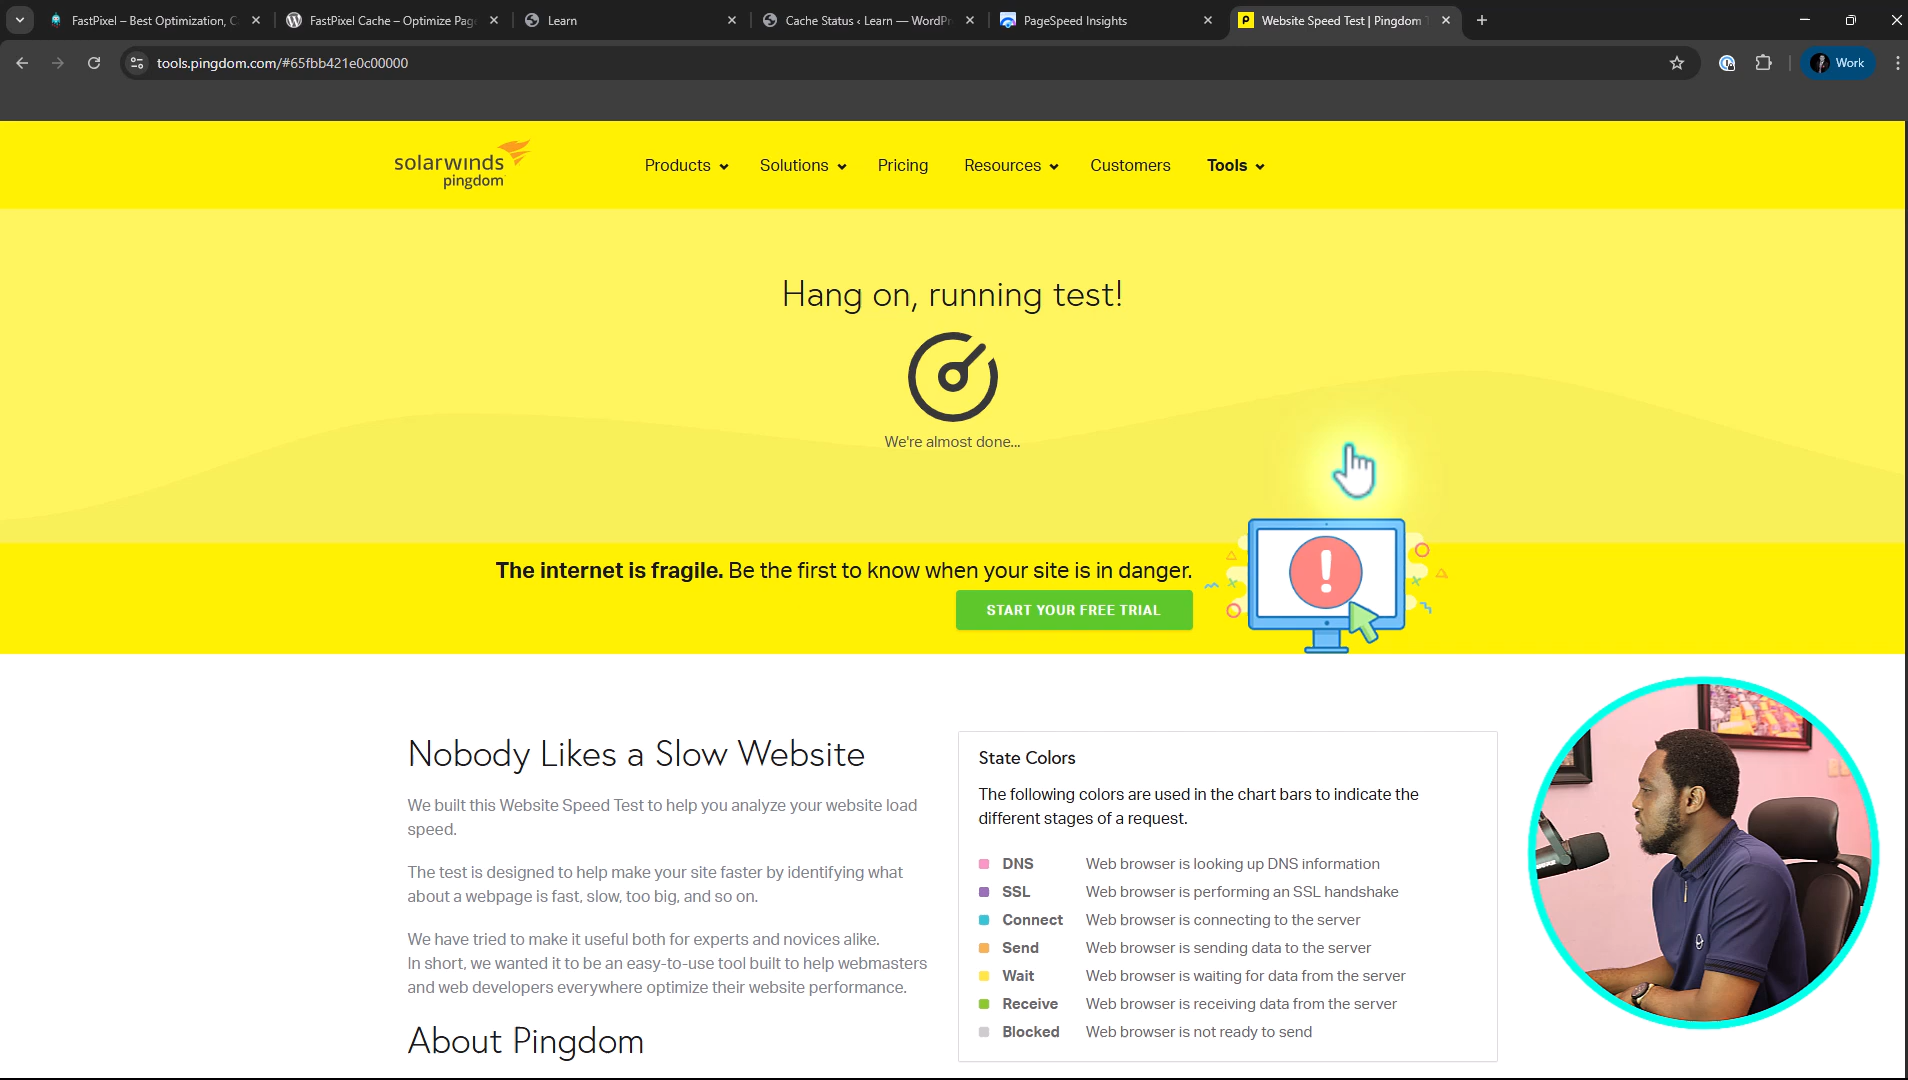 FastPixel – Best Optimization, C
FastPixel Cache – Optimize Page
Learn
Cache Status ‹ Learn — WordPr
PageSpeed Insights
Website Speed Test | Pingdom T
tools.pingdom.com/#65fbb421e0c00000
Work
solarwinds
pingdom
Products
Solutions
Pricing
Resources
Customers
Tools
Hang on, running test!
We're almost done...
The internet is fragile. Be the first to know when your site is in danger.
START YOUR FREE TRIAL
Nobody Likes a Slow Website
We built this Website Speed Test to help you analyze your website load
speed.
The test is designed to help make your site faster by identifying what
about a webpage is fast, slow, too big, and so on.
We have tried to make it useful both for experts and novices alike.
In short, we wanted it to be an easy-to-use tool built to help webmasters
and web developers everywhere optimize their website performance.
About Pingdom
State Colors
The following colors are used in the chart bars to indicate the
different stages of a request.
DNS Web browser is looking up DNS information
SSL Web browser is performing an SSL handshake
Connect Web browser is connecting to the server
Send Web browser is sending data to the server
Wait Web browser is waiting for data from the server
Receive Web browser is receiving data from the server
Blocked Web browser is not ready to send